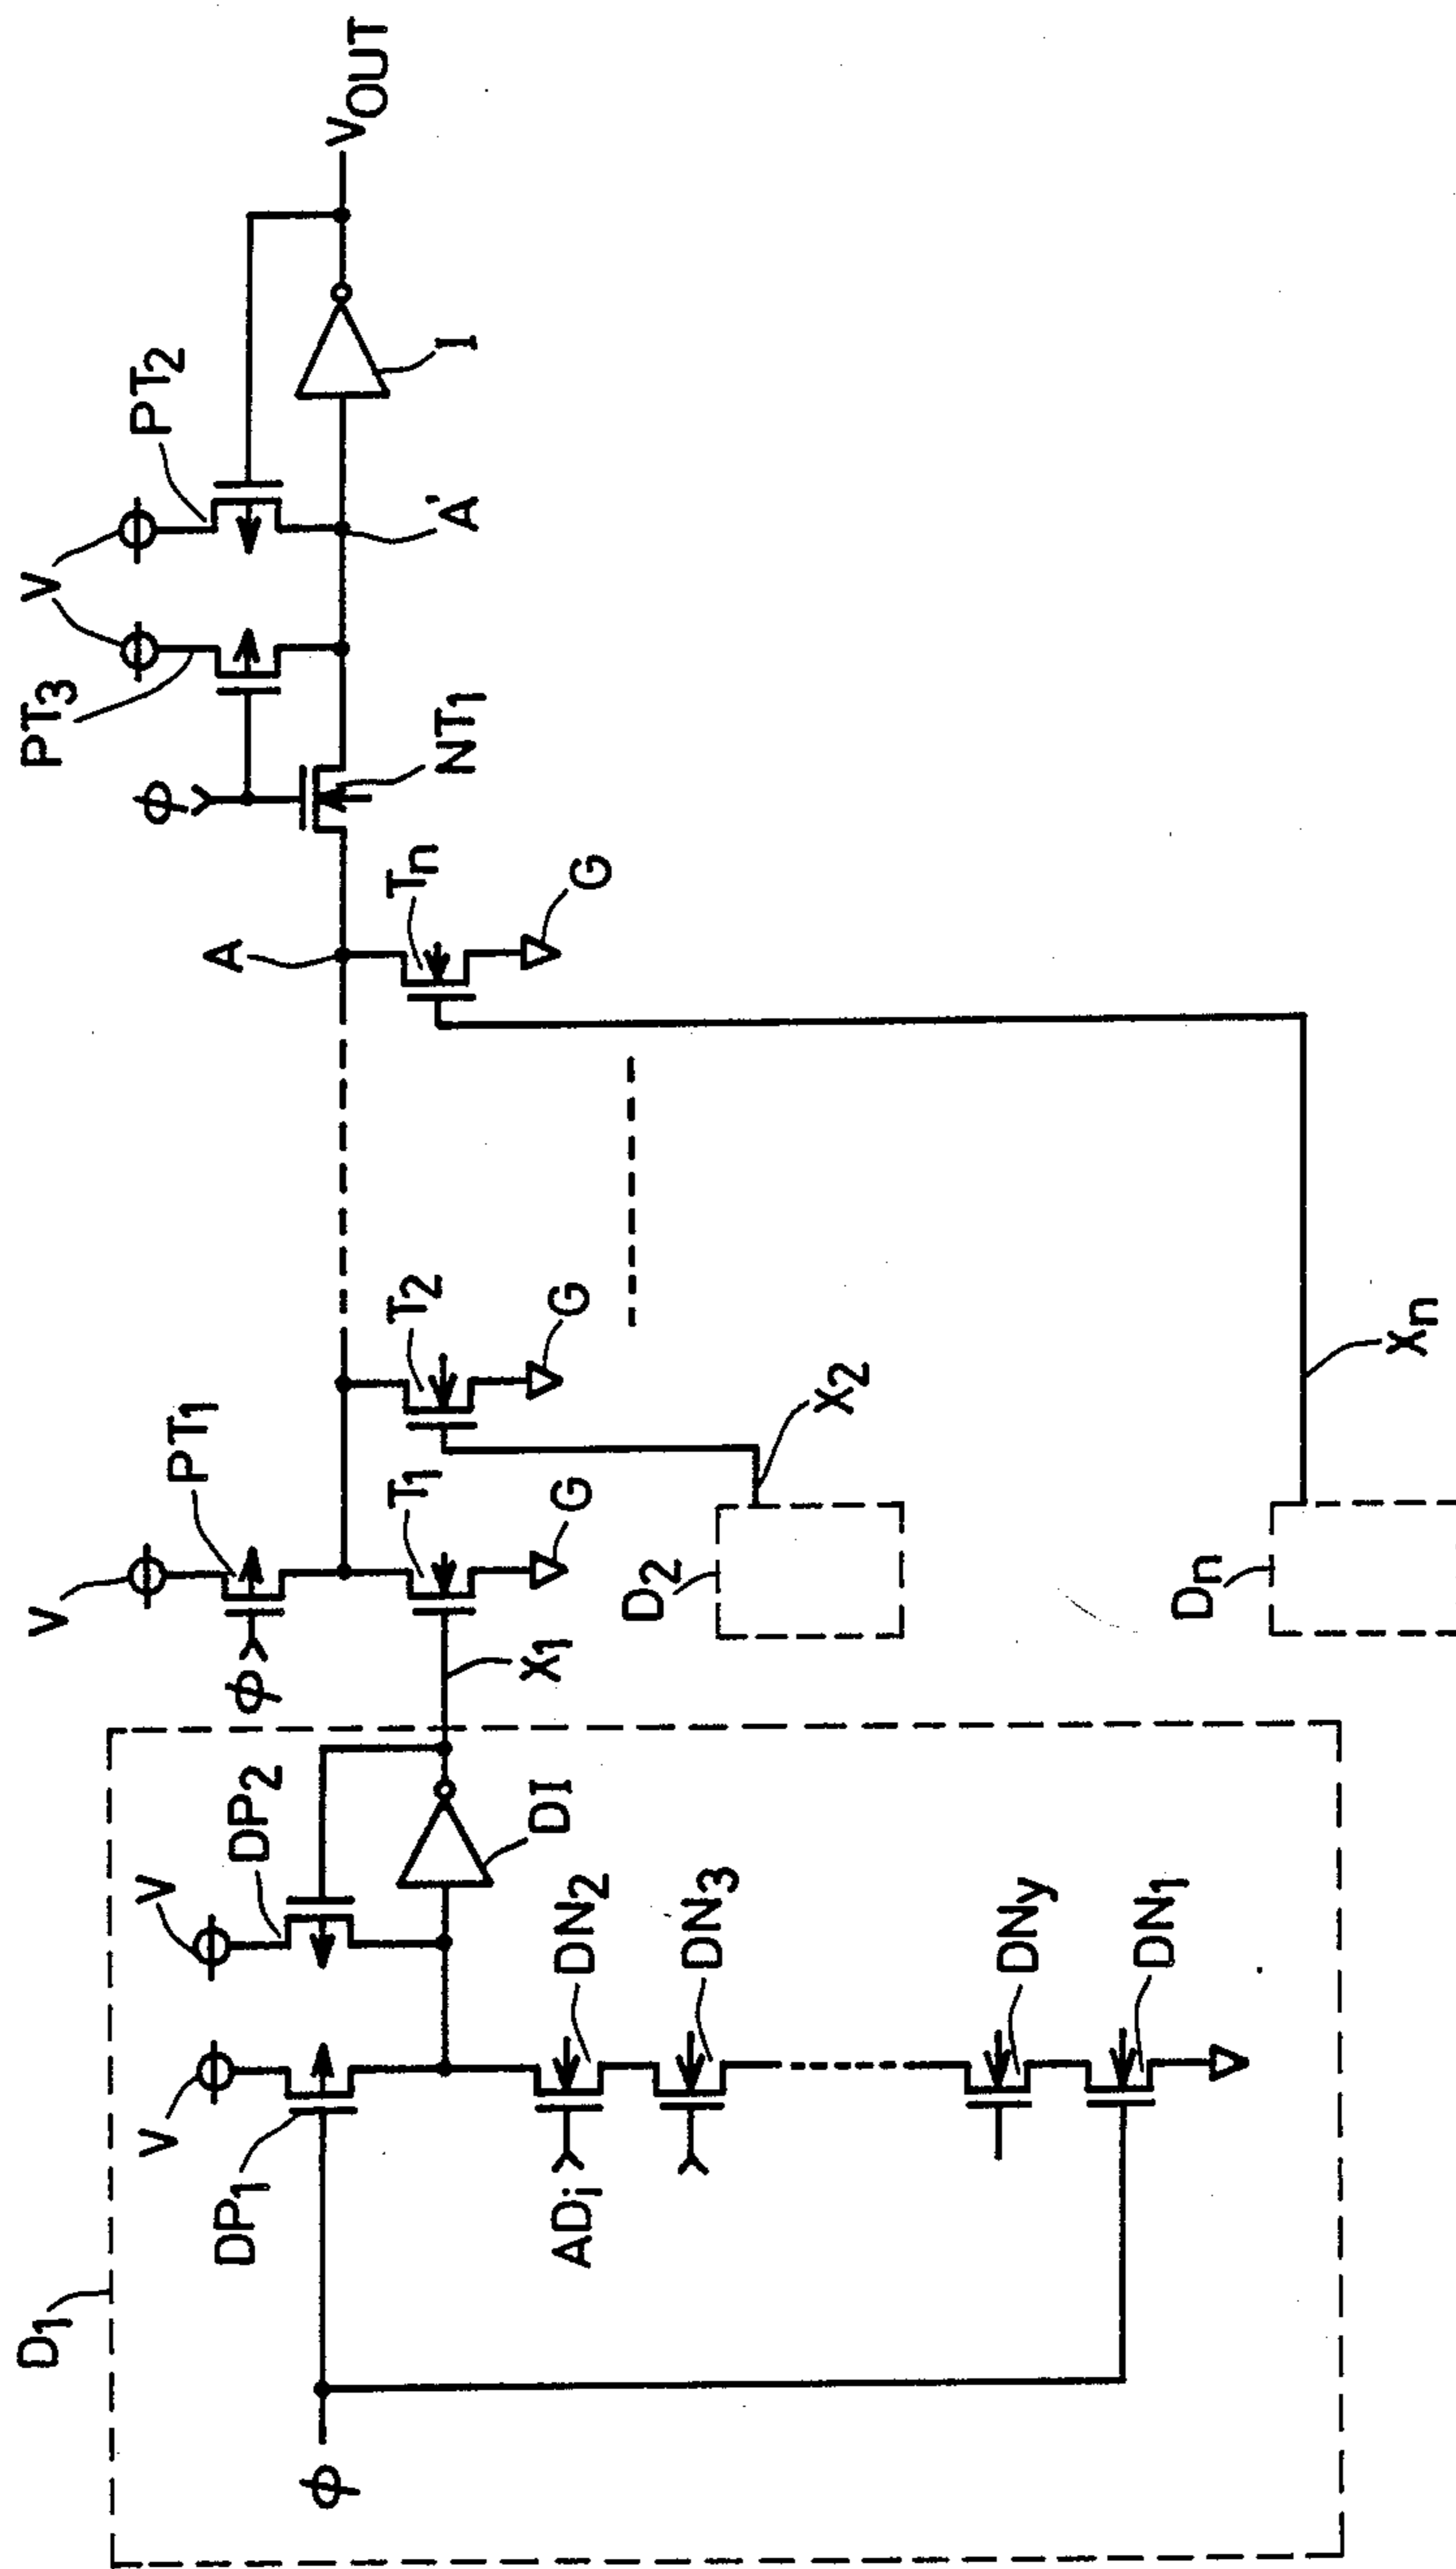 D1
ϕ
DP1
V
V
DP2
DI
ADi
DN2
DN3
DNy
DN1
X1
ϕ
V
PT1
T1
G
T2
G
D2
X2
Dn
Xn
A
Tn
G
ϕ
NT1
PT3
V
PT2
A'
I
VOUT